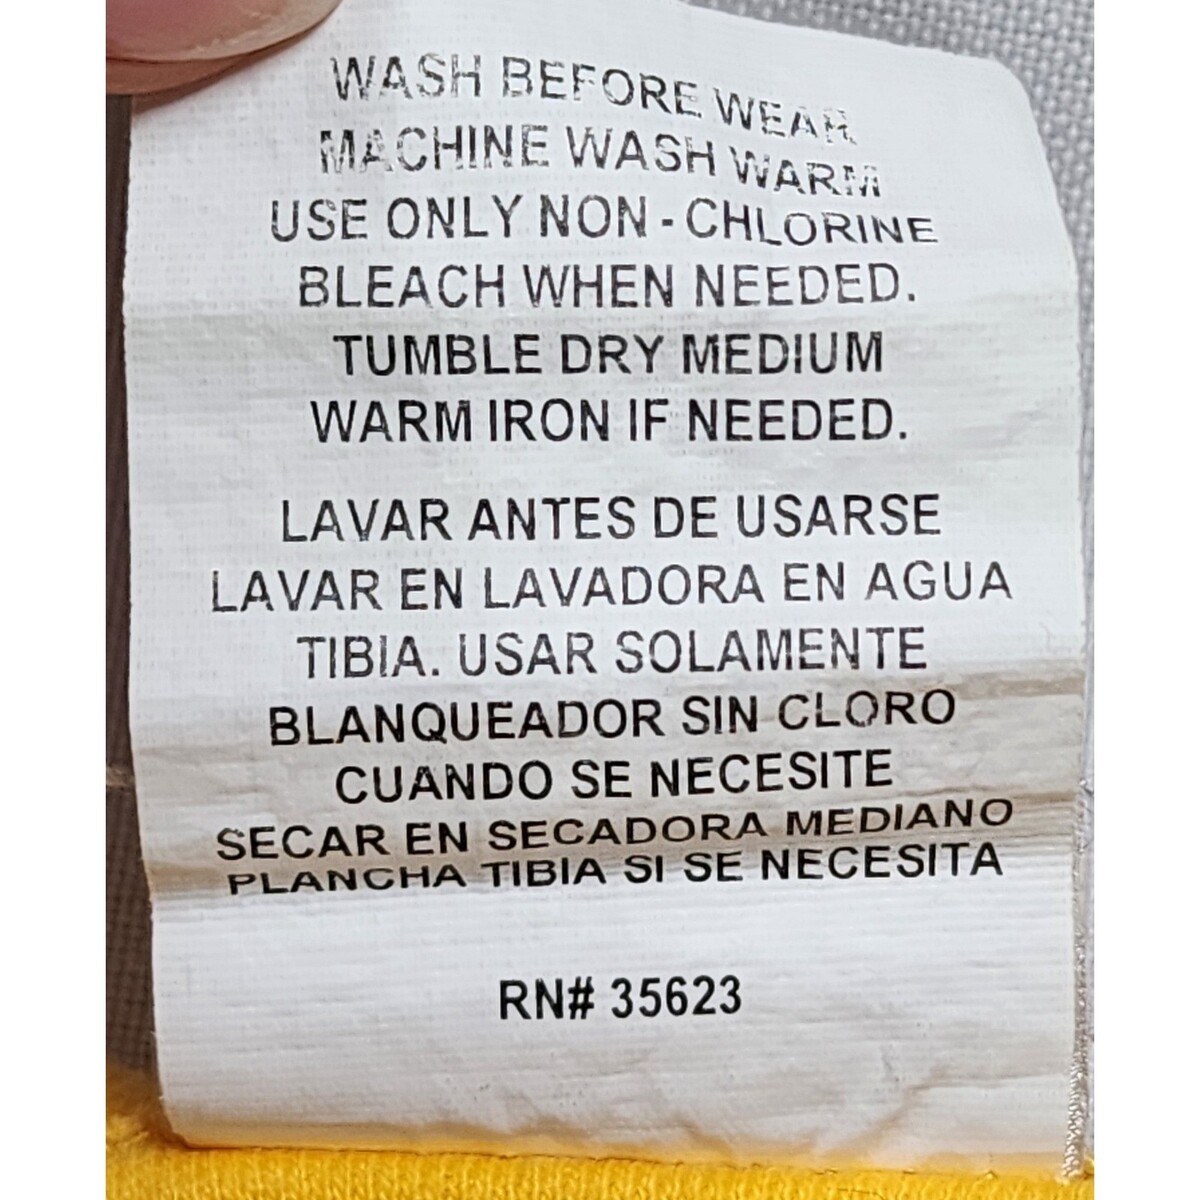 WASH BEFORE WEAR
MACHINE WASH WARM
USE ONLY NON - CHLORINE
BLEACH WHEN NEEDED.
TUMBLE DRY MEDIUM
WARM IRON IF NEEDED.
LAVAR ANTES DE USARSE
LAVAR EN LAVADORA EN AGUA
TIBIA. USAR SOLAMENTE
BLANQUEADOR SIN CLORO
CUANDO SE NECESITE
SECAR EN SECADORA MEDIANO
PLANCHA TIBIA SI SE NECESITA
RN# 35623